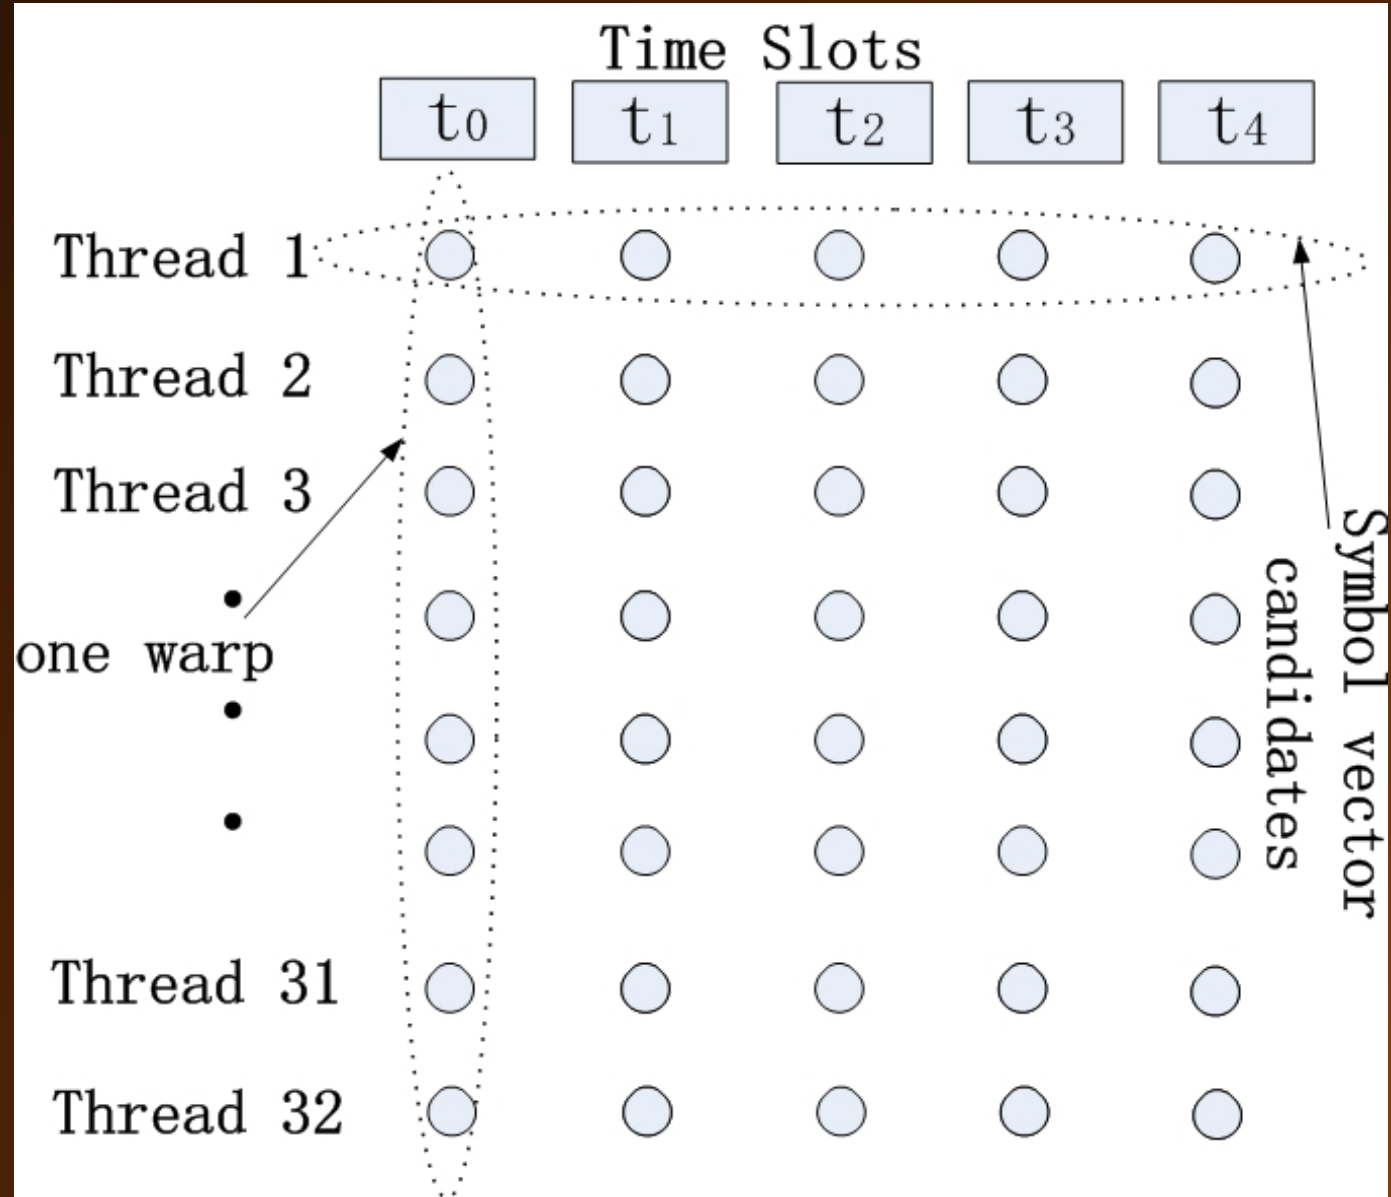 Time Slots
t0 t1 t2 t3 t4
Thread 1
Thread 2
Thread 3
one warp
Thread 31
Thread 32
Symbol vector
candidates